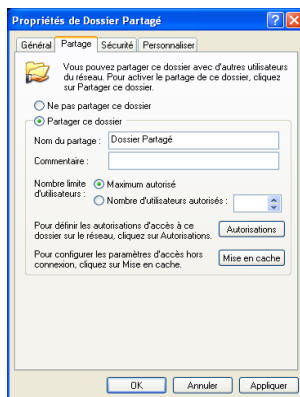 Propriétés de Dossier Partagé
Général Partage Sécurité Personnaliser
Vous pouvez partager ce dossier avec d'autres utilisateurs
du réseau. Pour activer le partage de ce dossier, cliquez
sur Partager ce dossier.
Ne pas partager ce dossier
Partager ce dossier
Nom du partage : Dossier Partagé
Commentaire :
Nombre limite
d'utilisateurs :
Maximum autorisé
Nombre d'utilisateurs autorisés :
Pour définir les
autorisations d'accès à ce
dossier sur le réseau, cliquez sur Autorisations.
Autorisations
Pour configurer les paramètres d'accès hors
connexion, cliquez sur Mise en cache.
Mise en cache
OK Annuler Appliquer